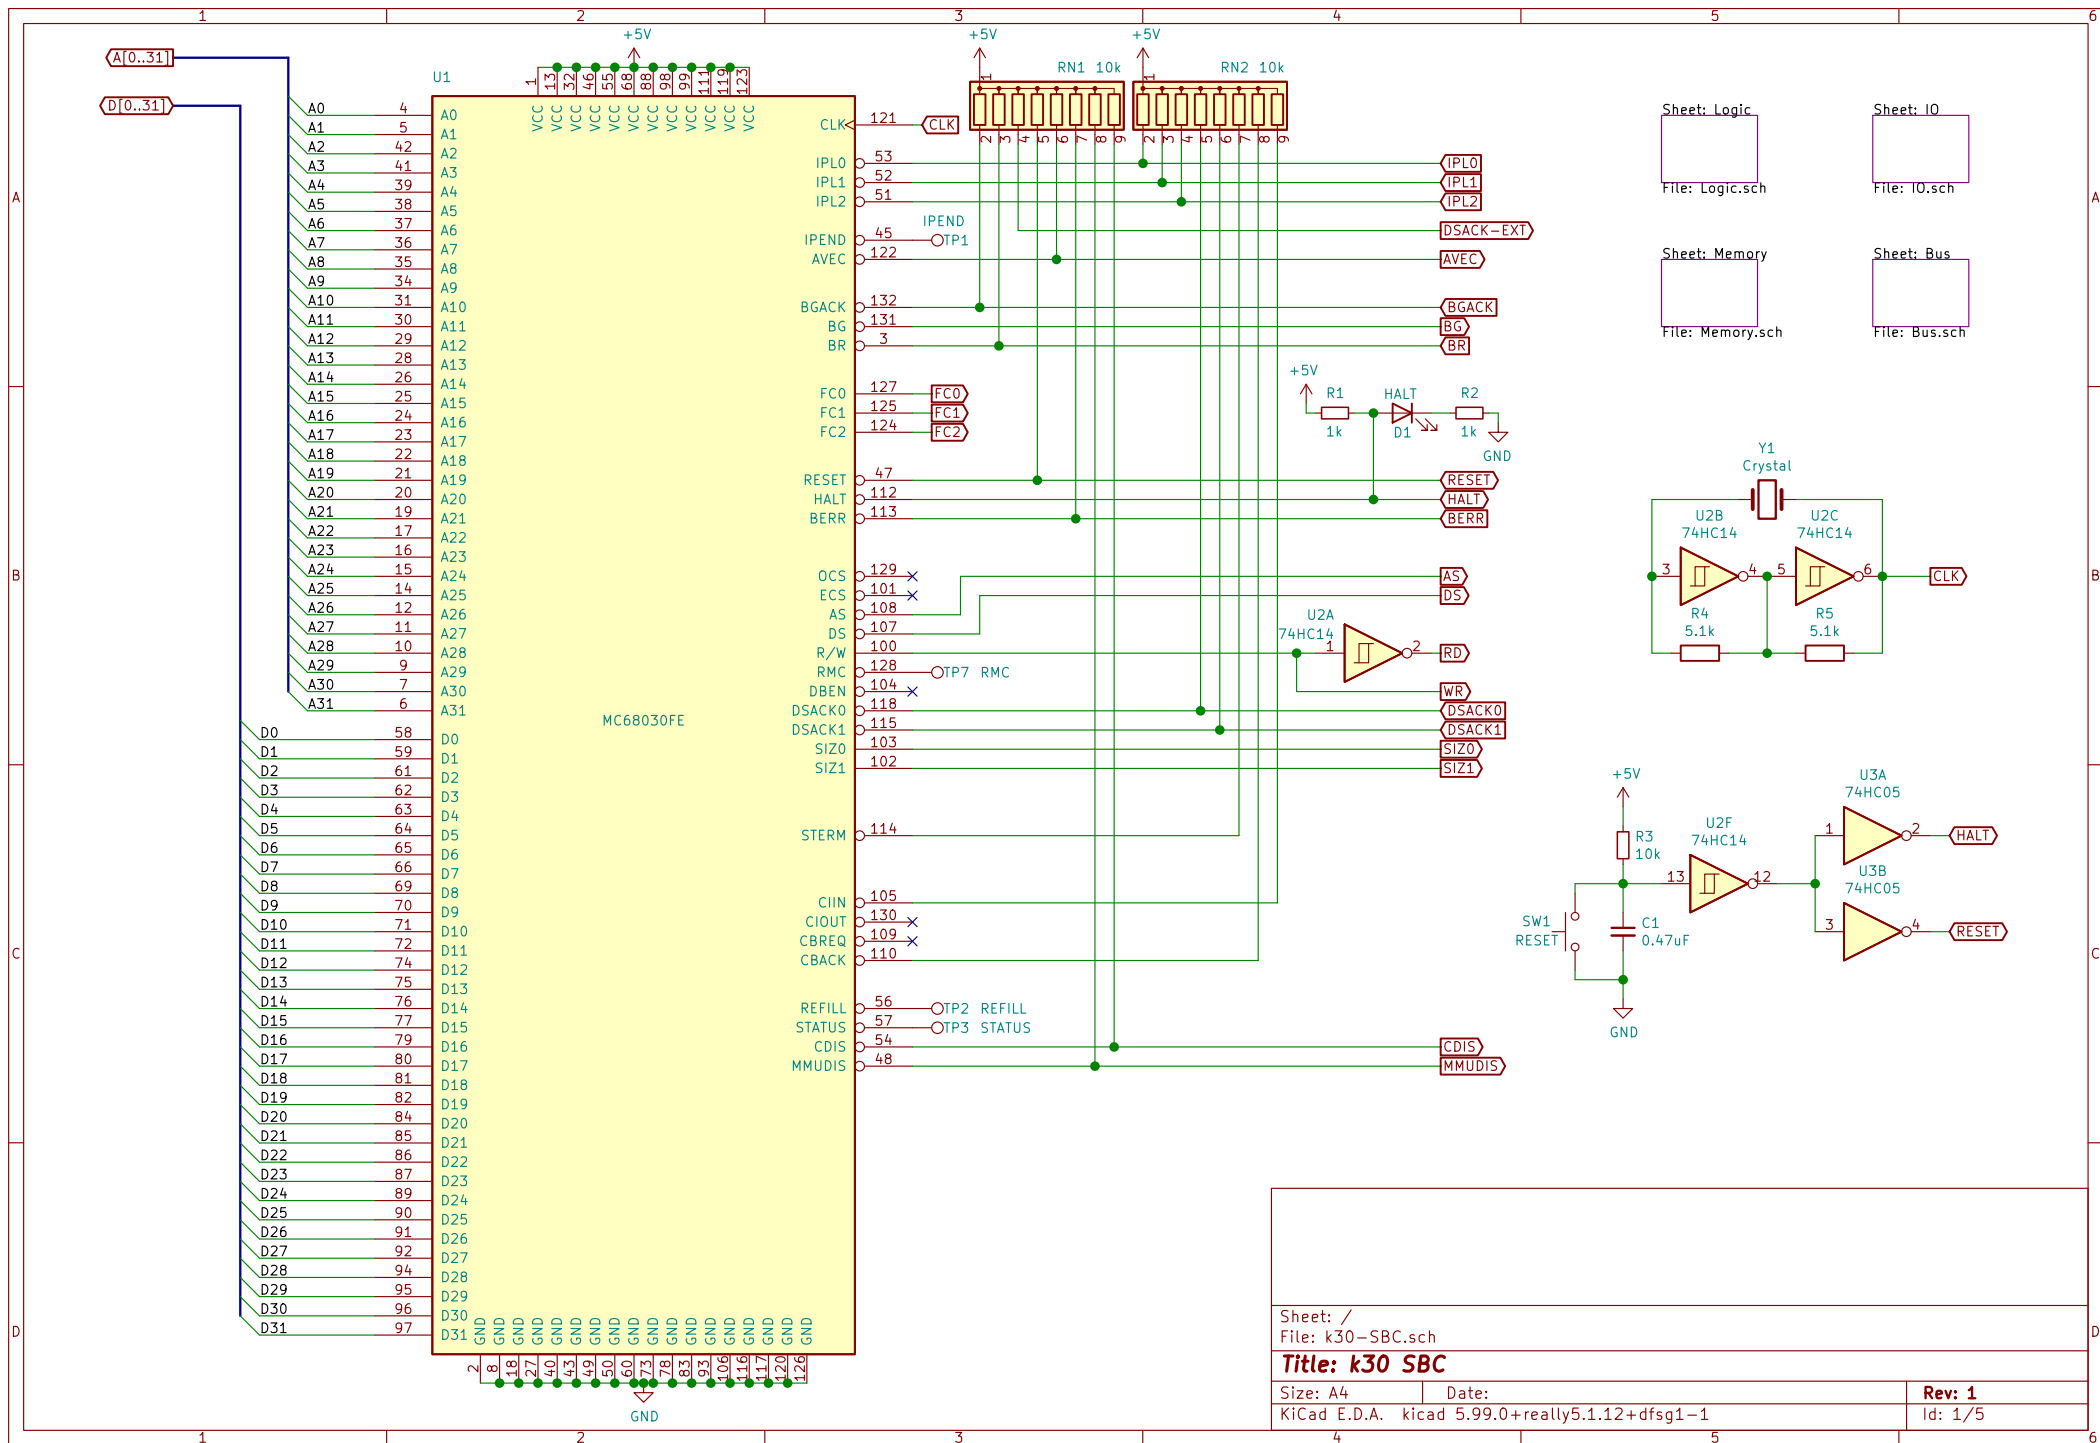 1 2 3 4 5 6
A
B
C
D
A[0..31]
D[0..31]
U1
+5V
1 13 32 46 55 68 88 98 99 111 119 123
VCC VCC VCC VCC VCC VCC VCC VCC VCC VCC VCC VCC
A0 4 A0
A1 5 A1
A2 42 A2
A3 41 A3
A4 39 A4
A5 38 A5
A6 37 A6
A7 36 A7
A8 35 A8
A9 34 A9
A10 31 A10
A11 30 A11
A12 29 A12
A13 28 A13
A14 26 A14
A15 25 A15
A16 24 A16
A17 23 A17
A18 22 A18
A19 21 A19
A20 20 A20
A21 19 A21
A22 17 A22
A23 16 A23
A24 15 A24
A25 14 A25
A26 12 A26
A27 11 A27
A28 10 A28
A29 9 A29
A30 7 A30
A31 6 A31
D0 58 D0
D1 59 D1
D2 61 D2
D3 62 D3
D4 63 D4
D5 64 D5
D6 65 D6
D7 66 D7
D8 69 D8
D9 70 D9
D10 71 D10
D11 72 D11
D12 74 D12
D13 75 D13
D14 76 D14
D15 77 D15
D16 79 D16
D17 80 D17
D18 81 D18
D19 82 D19
D20 84 D20
D21 85 D21
D22 86 D22
D23 87 D23
D24 89 D24
D25 90 D25
D26 91 D26
D27 92 D27
D28 94 D28
D29 95 D29
D30 96 D30
D31 97 D31
MC68030FE
GND GND GND GND GND GND GND GND GND GND GND GND GND GND GND GND GND GND
2 8 18 27 40 43 49 50 60 73 78 83 93 106 116 117 120 126
GND
CLK 121 CLK
IPL0 53 IPL0
IPL1 52 IPL1
IPL2 51 IPL2
DSACK-EXT
IPEND
IPEND 45 TP1
AVEC 122 AVEC
BGACK 132 BGACK
BG 131 BG
BR 3 BR
FC0 127 FC0
FC1 125 FC1
FC2 124 FC2
RESET 47 RESET
HALT 112 HALT
BERR 113 BERR
OCS 129
ECS 101
AS 108 AS
DS 107 DS
R/W 100
RD
RMC 128 TP7 RMC
DBEN 104
WR
DSACK0 118 DSACK0
DSACK1 115 DSACK1
SIZ0 103 SIZ0
SIZ1 102 SIZ1
STERM 114
CIIN 105
CIOUT 130
CBREQ 109
CBACK 110
REFILL 56 TP2 REFILL
STATUS 57 TP3 STATUS
CDIS 54 CDIS
MMUDIS 48 MMUDIS
+5V
RN1 10k
1
2 3 4 5 6 7 8 9
+5V
RN2 10k
1
2 3 4 5 6 7 8 9
+5V
R1
1k
HALT
D1
R2
1k
GND
U2A
74HC14
1 2
Sheet: Logic
File: Logic.sch
Sheet: IO
File: IO.sch
Sheet: Memory
File: Memory.sch
Sheet: Bus
File: Bus.sch
Y1
Crystal
U2B
74HC14
3 4
U2C
74HC14
5 6
CLK
R4
5.1k
R5
5.1k
+5V
R3
10k
SW1
RESET
C1
0.47uF
GND
U2F
74HC14
13 12
U3A
74HC05
1 2
HALT
U3B
74HC05
3 4
RESET
Sheet: /
File: k30-SBC.sch
Title: k30 SBC
Size: A4
Date:
Rev: 1
KiCad E.D.A. kicad 5.99.0+really5.1.12+dfsg1-1
Id: 1/5
A
B
C
D
1 2 3 4 5 6